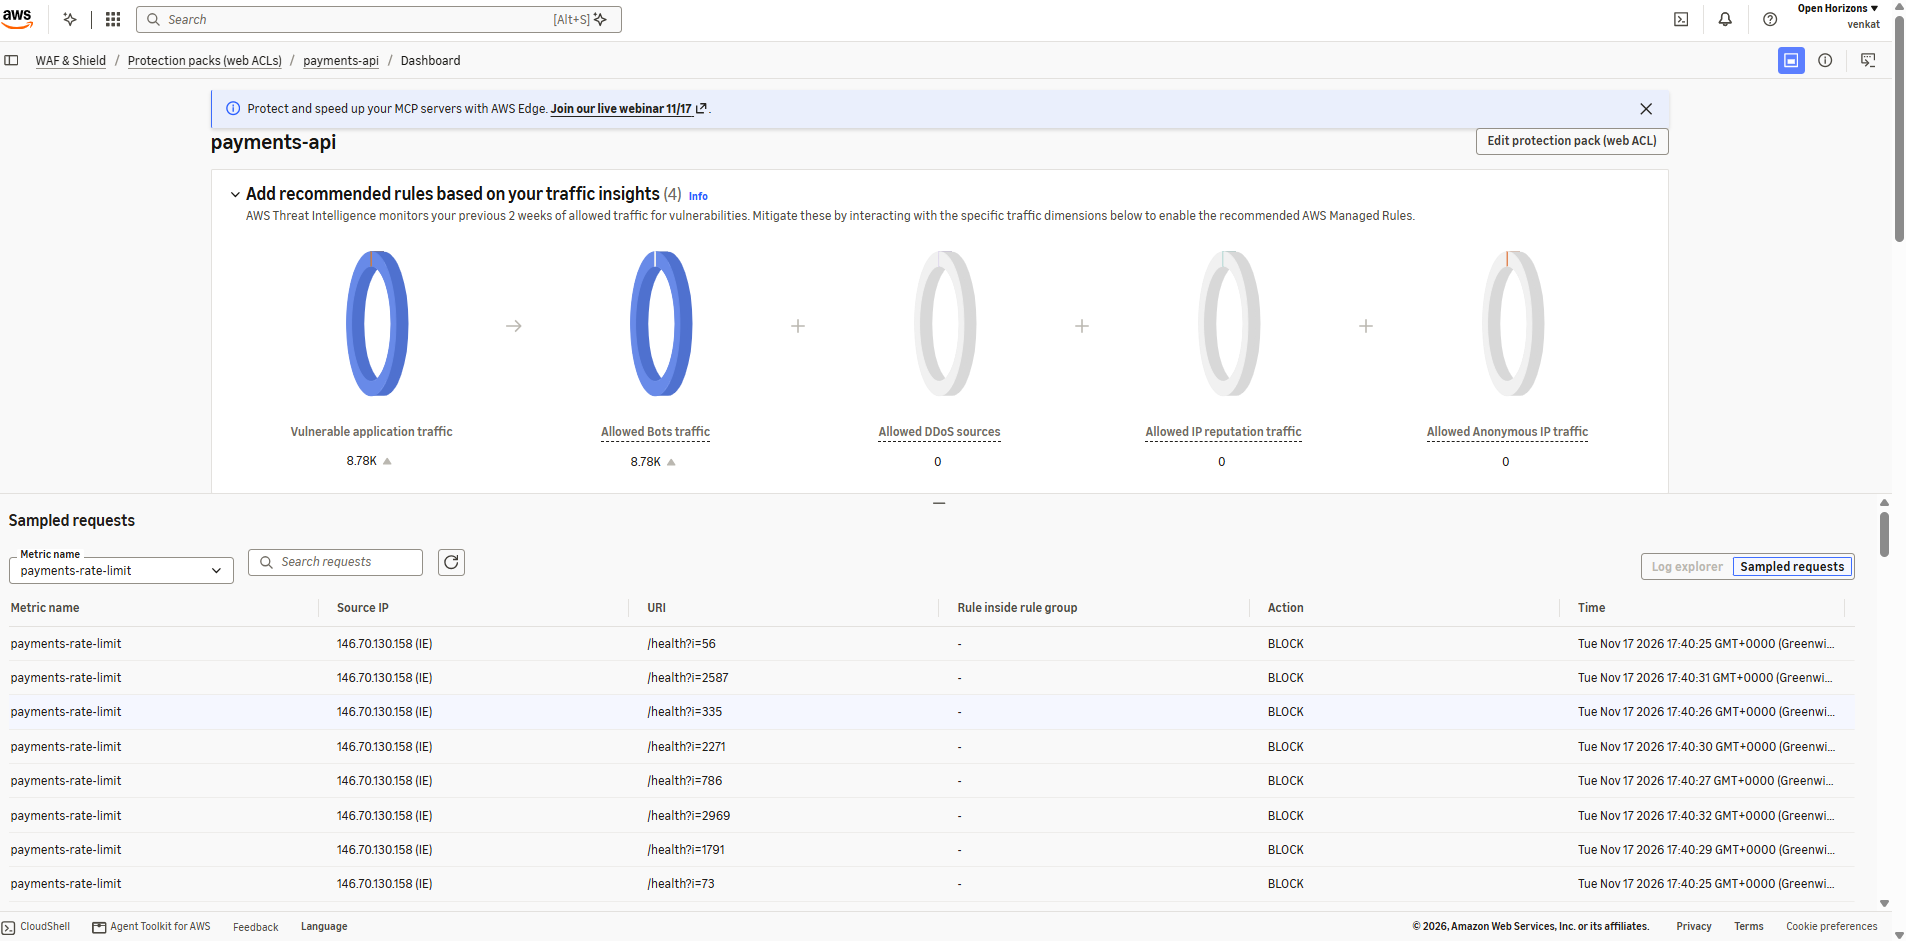 aws
Search [Alt+S]
Open Horizons
venkat
WAF & Shield / Protection packs (web ACLs) / payments-api / Dashboard
Protect and speed up your MCP servers with AWS Edge. Join our live webinar 11/17 .
payments-api
Edit protection pack (web ACL)
Add recommended rules based on your traffic insights (4) Info
AWS Threat Intelligence monitors your previous 2 weeks of allowed traffic for vulnerabilities. Mitigate these by interacting with the specific traffic dimensions below to enable the recommended AWS Managed Rules.
Vulnerable application traffic Allowed Bots traffic Allowed DDoS sources Allowed IP reputation traffic Allowed Anonymous IP traffic
8.78K 8.78K 0 0 0
Sampled requests
Metric name
payments-rate-limit
Search requests
Log explorer Sampled requests
Metric name Source IP URI Rule inside rule group Action Time
payments-rate-limit 146.70.130.158 (IE) /health?i=56 - BLOCK Tue Nov 17 2026 17:40:25 GMT+0000 (Greenwi...
payments-rate-limit 146.70.130.158 (IE) /health?i=2587 - BLOCK Tue Nov 17 2026 17:40:31 GMT+0000 (Greenwi...
payments-rate-limit 146.70.130.158 (IE) /health?i=335 - BLOCK Tue Nov 17 2026 17:40:26 GMT+0000 (Greenwi...
payments-rate-limit 146.70.130.158 (IE) /health?i=2271 - BLOCK Tue Nov 17 2026 17:40:30 GMT+0000 (Greenwi...
payments-rate-limit 146.70.130.158 (IE) /health?i=786 - BLOCK Tue Nov 17 2026 17:40:27 GMT+0000 (Greenwi...
payments-rate-limit 146.70.130.158 (IE) /health?i=2969 - BLOCK Tue Nov 17 2026 17:40:32 GMT+0000 (Greenwi...
payments-rate-limit 146.70.130.158 (IE) /health?i=1791 - BLOCK Tue Nov 17 2026 17:40:29 GMT+0000 (Greenwi...
payments-rate-limit 146.70.130.158 (IE) /health?i=73 - BLOCK Tue Nov 17 2026 17:40:25 GMT+0000 (Greenwi...
CloudShell Agent Toolkit for AWS Feedback Language © 2026, Amazon Web Services, Inc. or its affiliates. Privacy Terms Cookie preferences